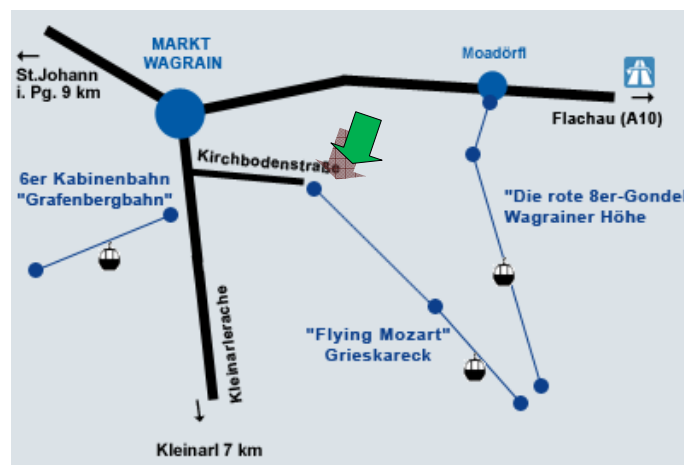 MARKT
WAGRAIN
Moadörfl
St.Johann
i. Pg. 9 km
Flachau (A10)
Kirchbodenstraße
6er Kabinenbahn
"Grafenbergbahn"
"Die rote 8er-Gondel
Wagrainer Höhe
Kleinarlerache
"Flying Mozart"
Grieskareck
Kleinarl 7 km